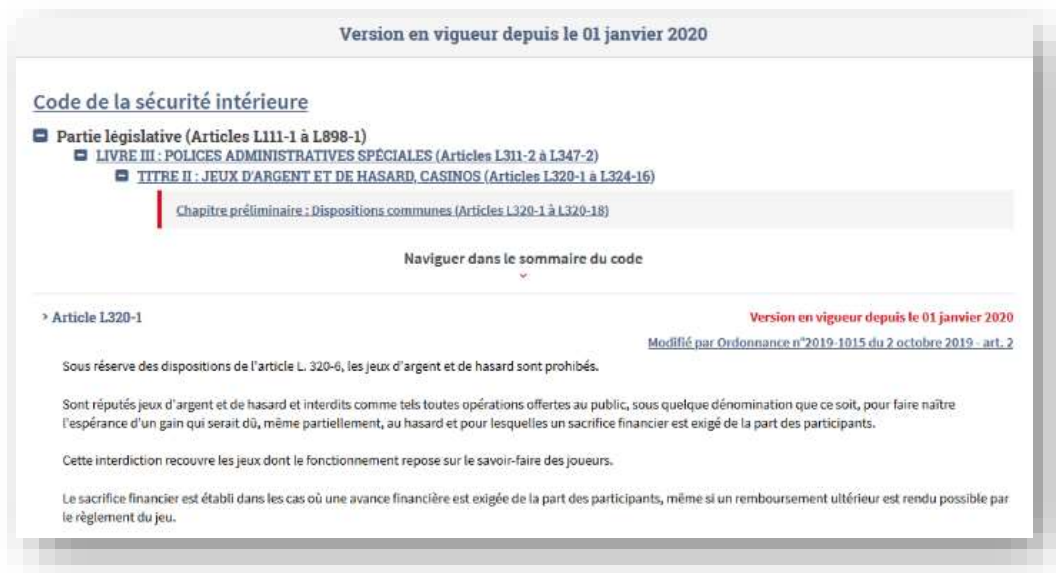 Version en vigueur depuis le 01 janvier 2020
Code de la sécurité intérieure
Partie législative (Articles L111-1 à L898-1)
LIVRE III : POLICES ADMINISTRATIVES SPÉCIALES (Articles L311-2 à L347-2)
TITRE II : JEUX D'ARGENT ET DE HASARD, CASINOS (Articles L320-1 à L324-16)
Chapitre préliminaire : Dispositions communes (Articles L320-1 à L320-18)
Naviguer dans le sommaire du code
Article L320-1
Version en vigueur depuis le 01 janvier 2020
Modifié par Ordonnance n°2019-1015 du 2 octobre 2019 - art. 2
Sous réserve des dispositions de l'article L. 320-6, les jeux d'argent et de hasard sont prohibés.
Sont réputés jeux d'argent et de hasard et interdits comme tels toutes opérations offertes au public, sous quelque dénomination que ce soit, pour faire naître
l'espérance d'un gain qui serait dû, même partiellement, au hasard et pour lesquelles un sacrifice financier est exigé de la part des participants.
Cette interdiction recouvre les jeux dont le fonctionnement repose sur le savoir-faire des joueurs.
Le sacrifice financier est établi dans les cas où une avance financière est exigée de la part des participants, même si un remboursement ultérieur est rendu possible par
le règlement du jeu.